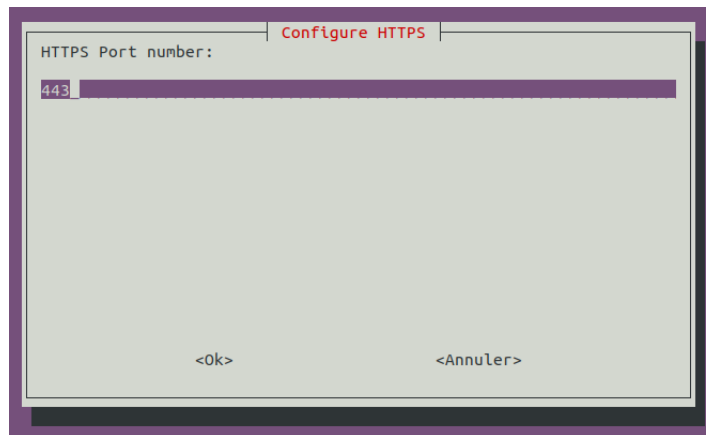 Configure HTTPS
HTTPS Port number:
443_
<Ok> <Annuler>